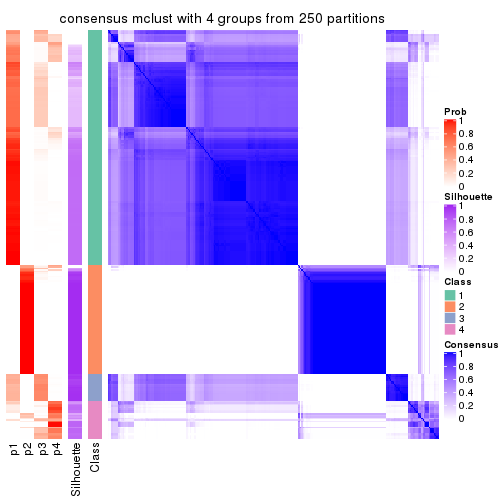 consensus mclust with 4 groups from 250 partitions
Prob
1
0.8
0.6
0.4
0.2
0
Silhouette
1
0.8
0.6
0.4
0.2
0
Class
1
2
3
4
Consensus
1
0.8
0.6
0.4
0.2
0
p1
p2
p3
p4
Silhouette
Class